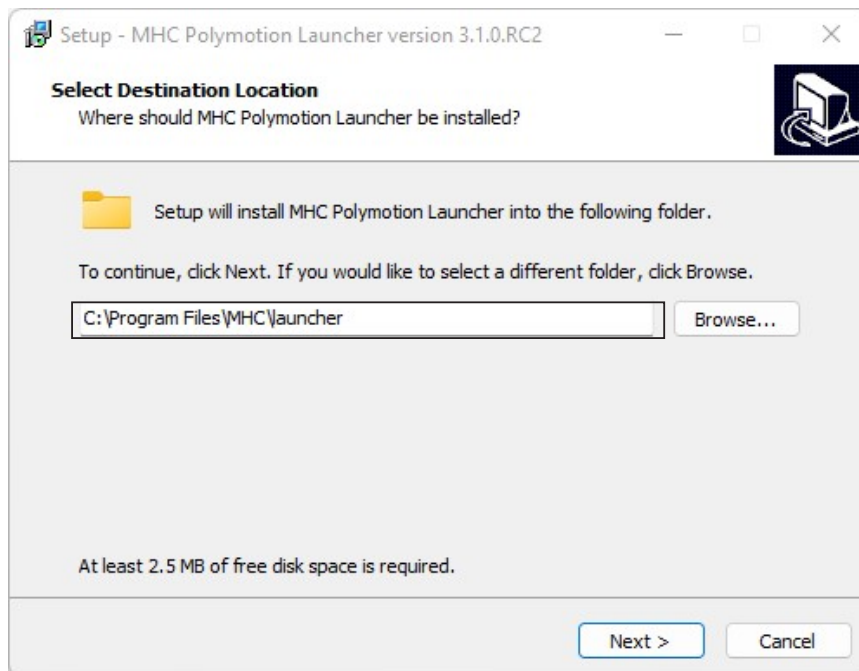 Setup - MHC Polymotion Launcher version 3.1.0.RC2
Select Destination Location
Where should MHC Polymotion Launcher be installed?
Setup will install MHC Polymotion Launcher into the following folder.
To continue, click Next. If you would like to select a different folder, click Browse.
C:\Program Files\MHC\launcher
Browse...
At least 2.5 MB of free disk space is required.
Next >
Cancel